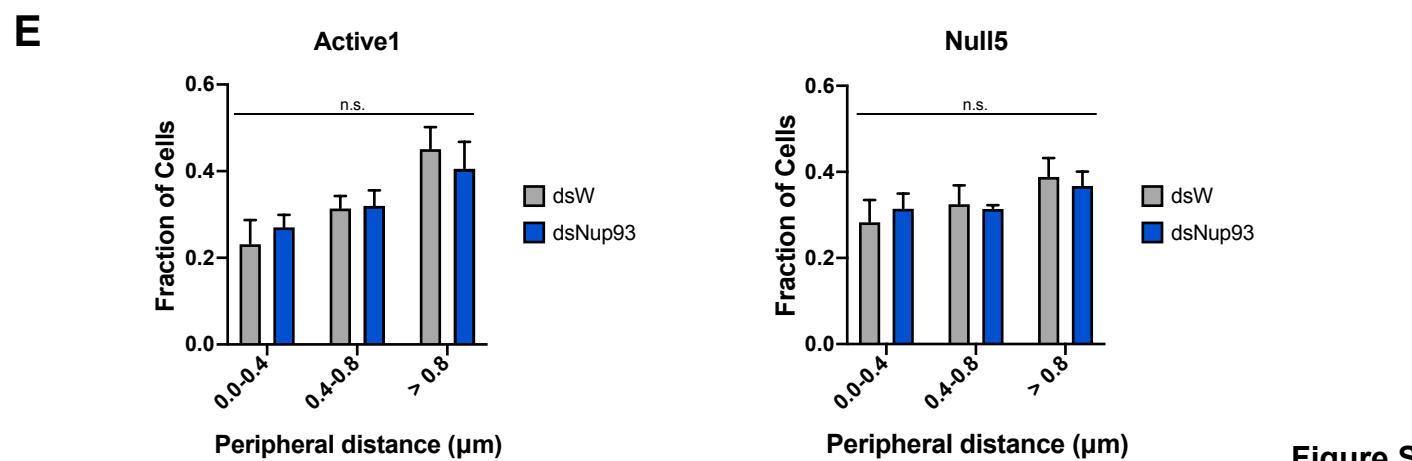 E
Active1
Fraction of Cells
0.6
0.4
0.2
0.0
n.s.
0.0-0.4
0.4-0.8
> 0.8
Peripheral distance (µm)
dsW
dsNup93
Null5
Fraction of Cells
0.6
0.4
0.2
0.0
n.s.
0.0-0.4
0.4-0.8
> 0.8
Peripheral distance (µm)
dsW
dsNup93
Figure S